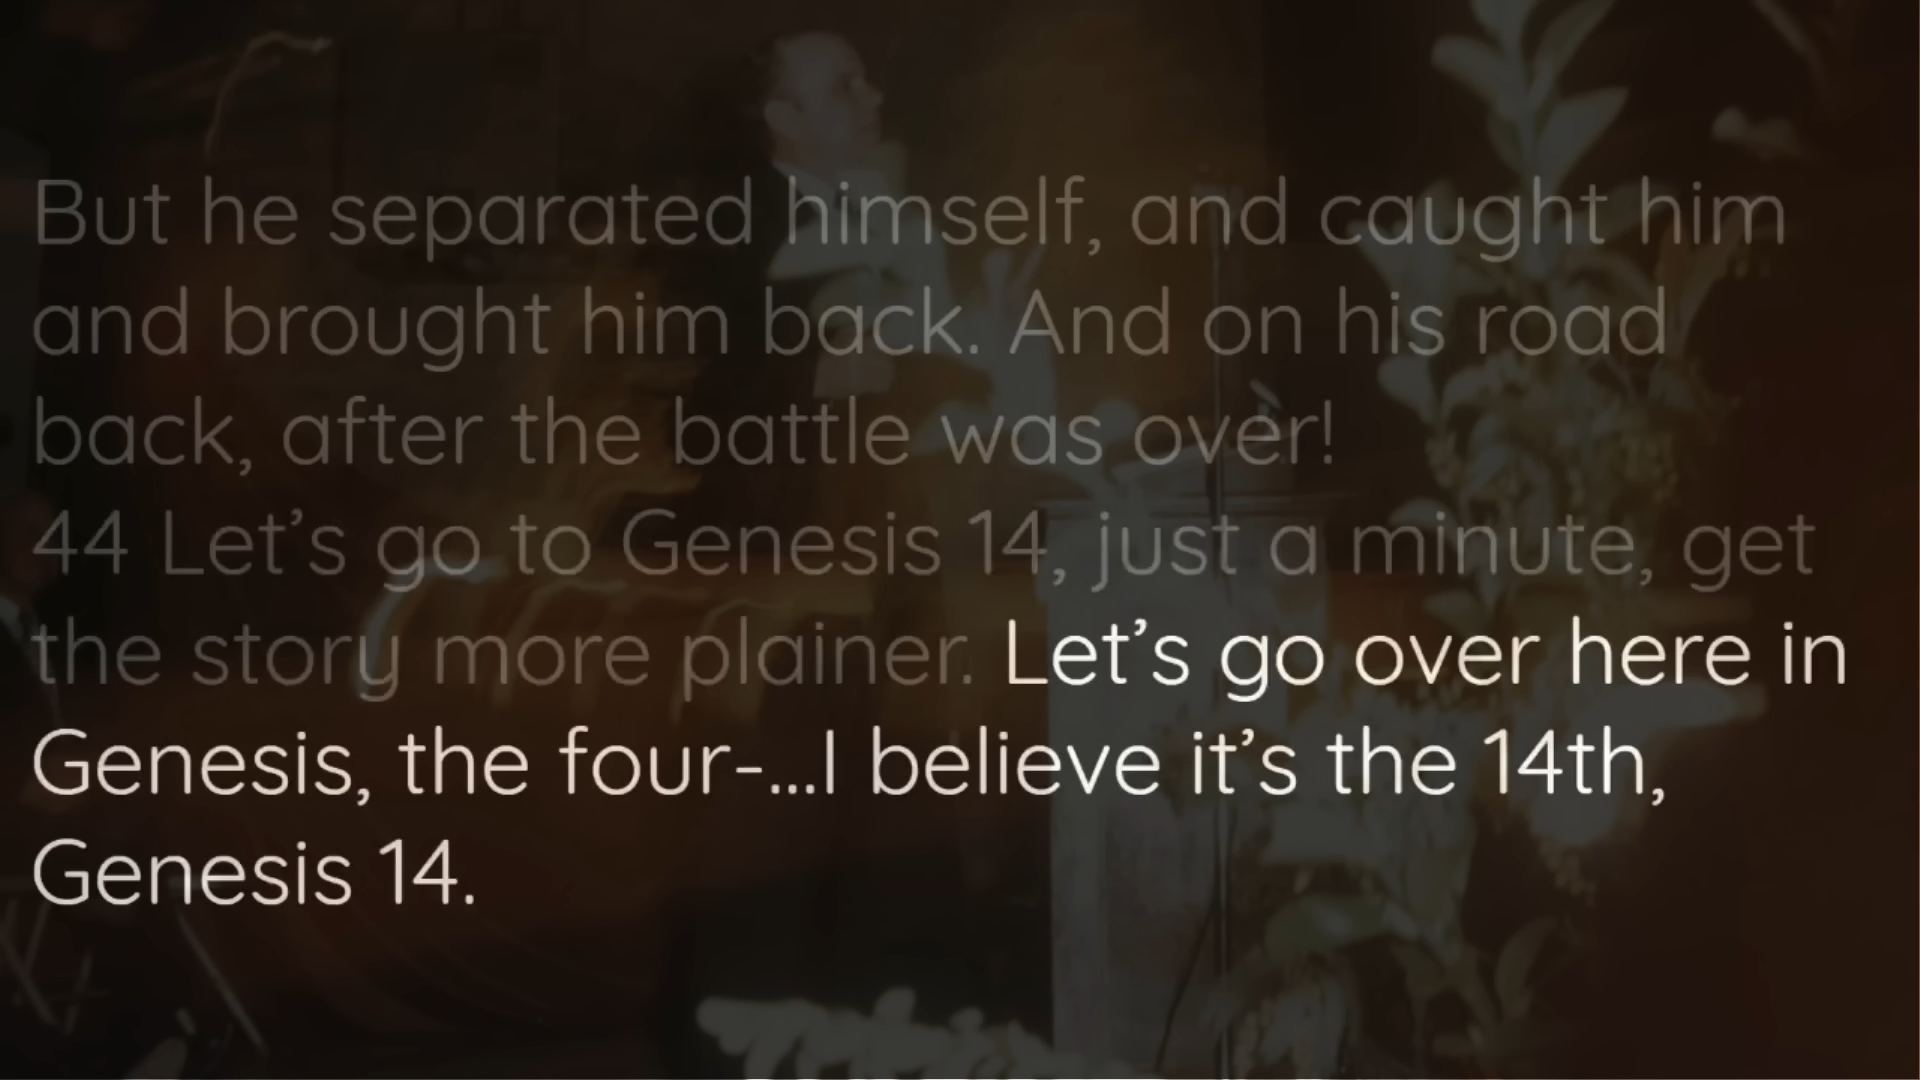 But he separated himself, and caught him
and brought him back. And on his road
back, after the battle was over!
44 Let’s go to Genesis 14, just a minute, get
the story more plainer. Let’s go over here in
Genesis, the four-...I believe it’s the 14th,
Genesis 14.